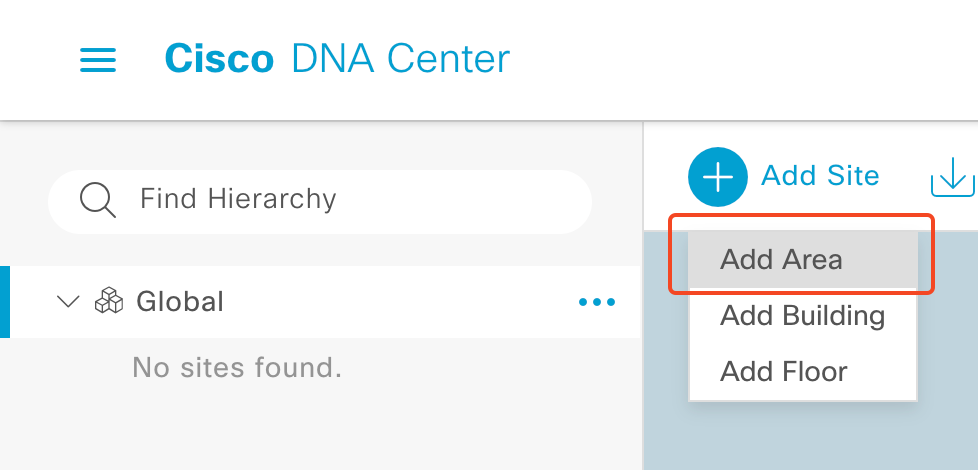 Cisco DNA Center
Find Hierarchy
Add Site
Global
No sites found.
Add Area
Add Building
Add Floor